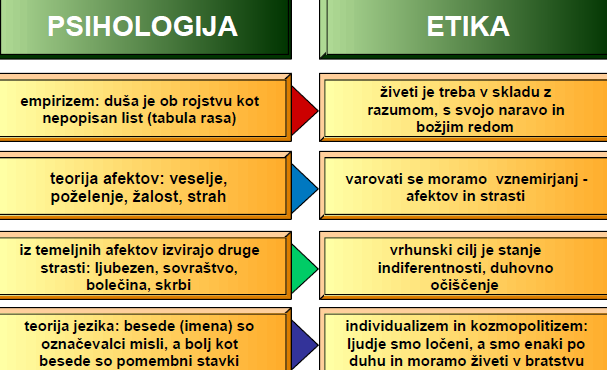 PSIHOLOGIJA
ETIKA
empirizem: duša je ob rojstvu kot
nepopisan list (tabula rasa)
živeti je treba v skladu z
razumom, s svojo naravo in
božjim redom
teorija afektov: veselje,
poželenje, žalost, strah
varovati se moramo vznemirjanj -
afektov in strasti
iz temeljnih afektov izvirajo druge
strasti: ljubezen, sovraštvo,
bolečina, skrbi
vrhunski cilj je stanje
indiferentnosti, duhovno
očiščenje
teorija jezika: besede (imena) so
označevalci misli, a bolj kot
besede so pomembni stavki
individualizem in kozmopolitizem:
ljudje smo ločeni, a smo enaki po
duhu in moramo živeti v bratstvu